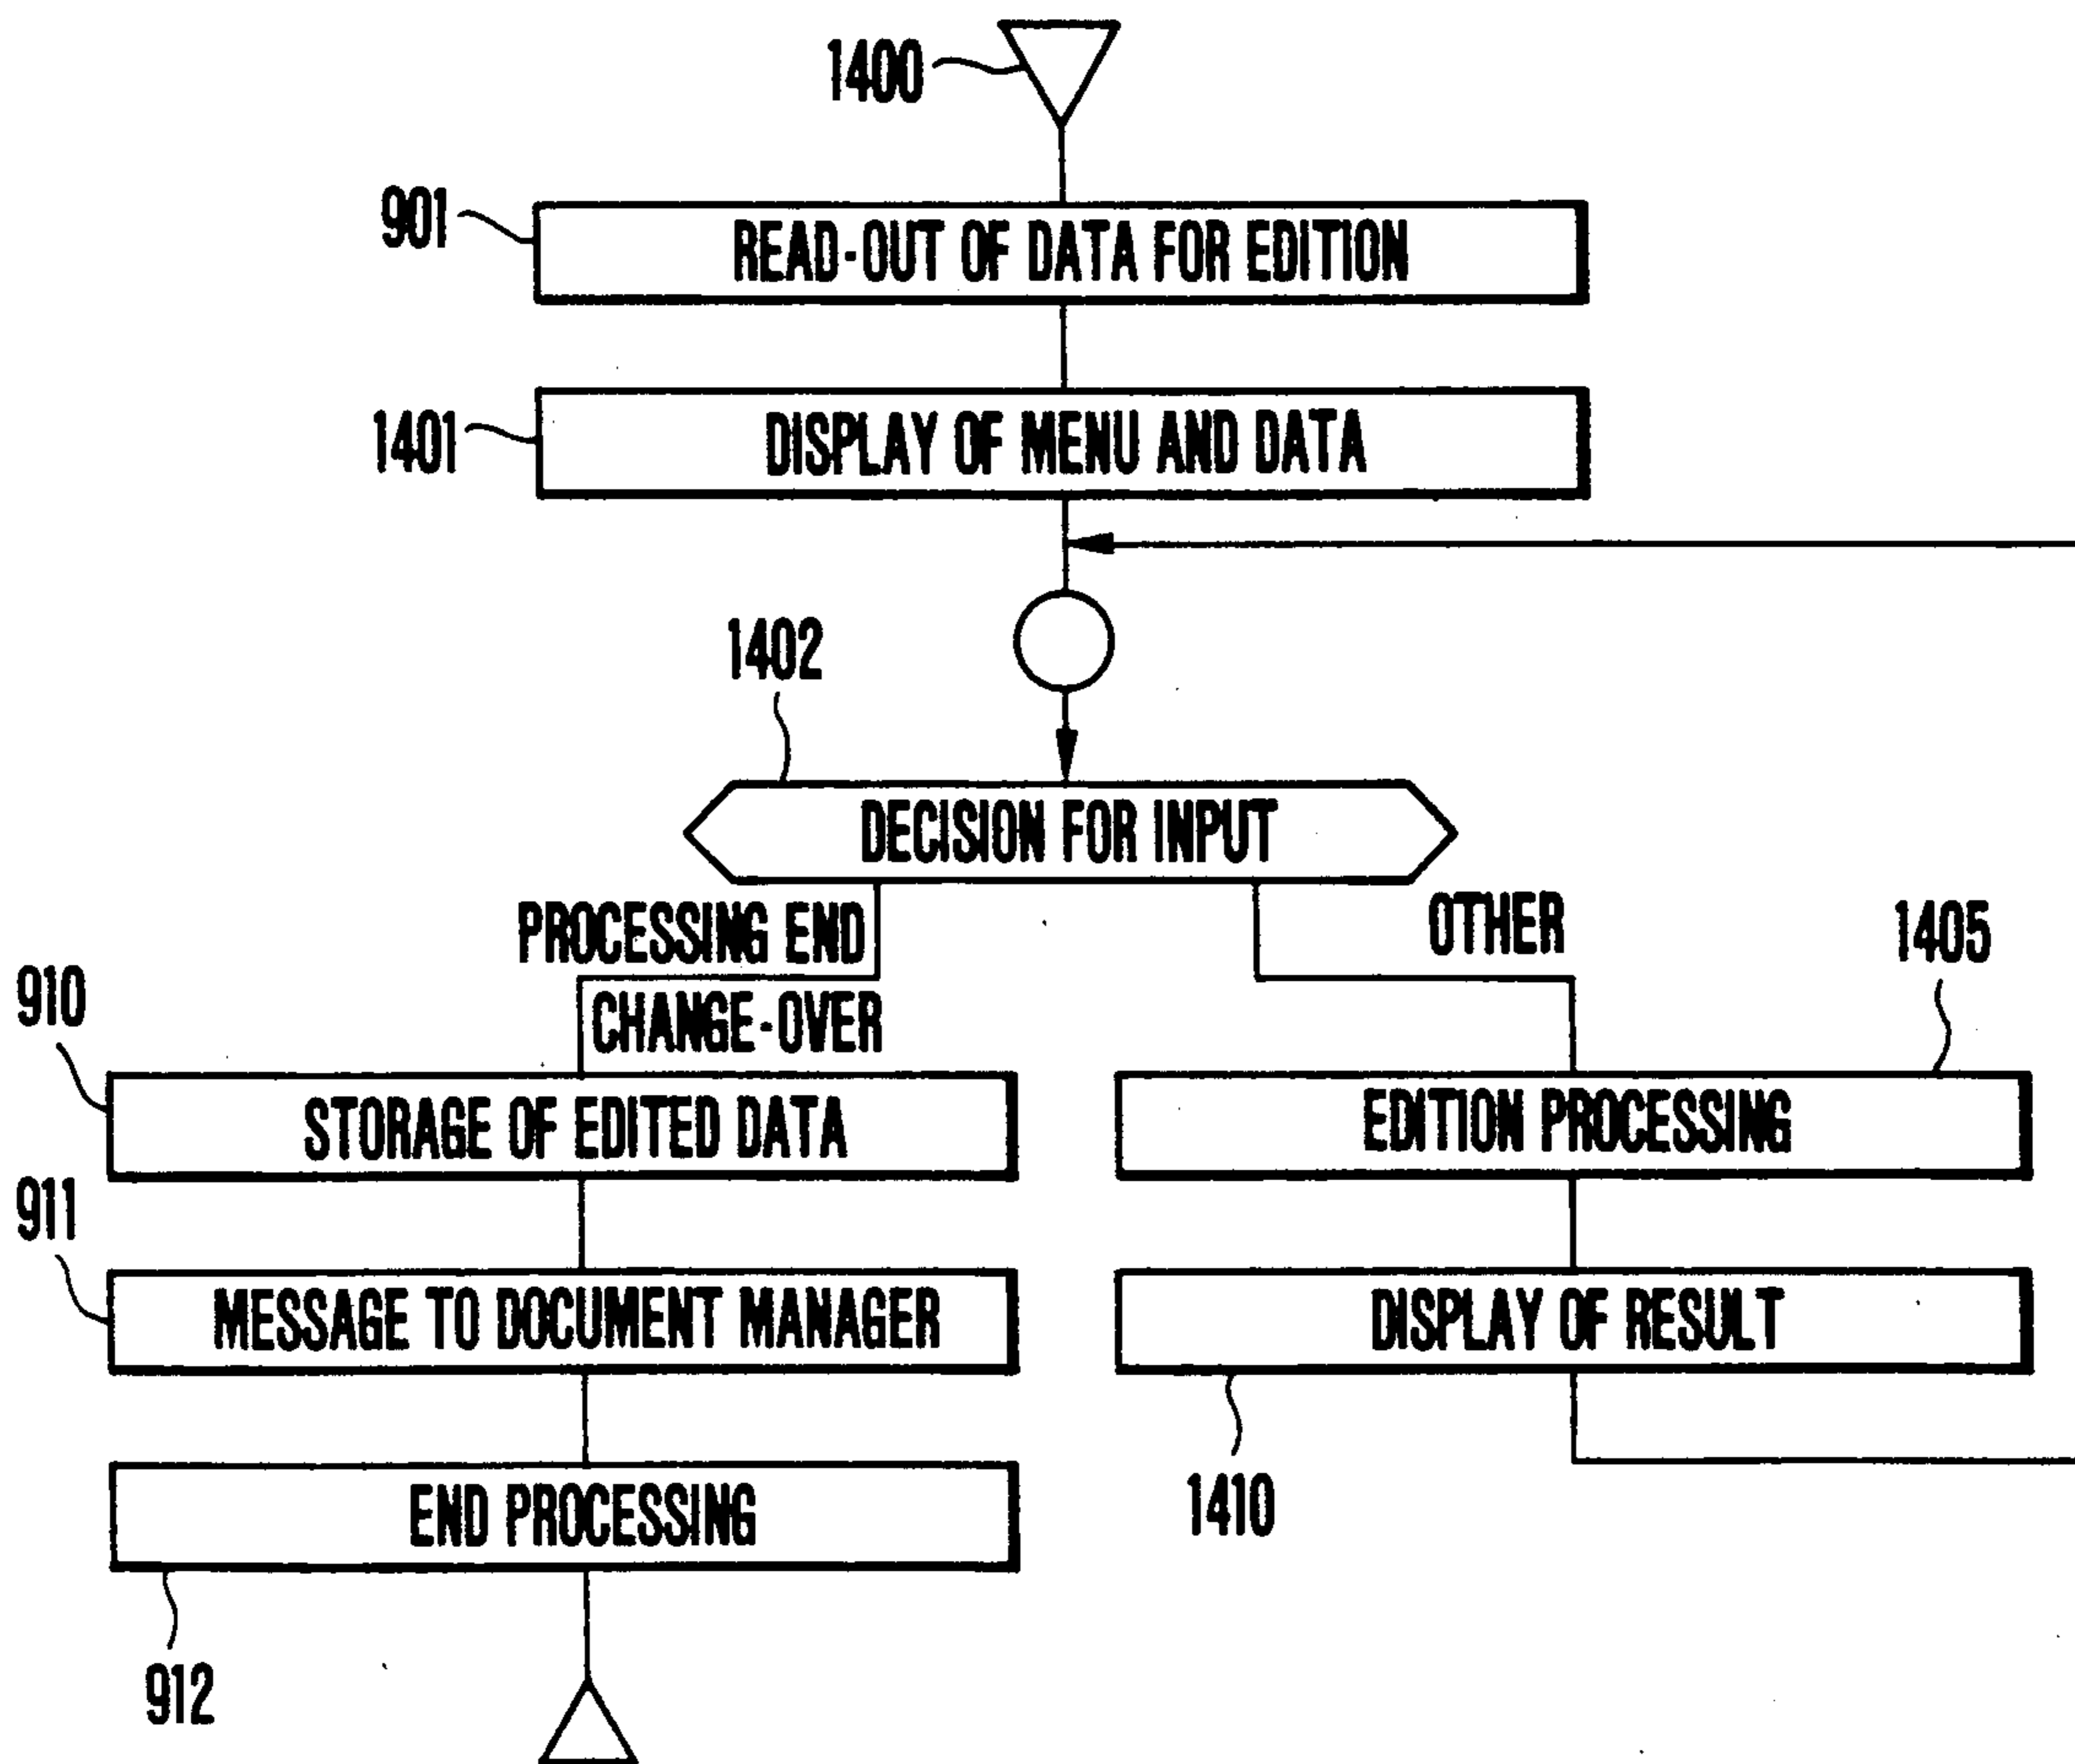 1400
901
READ-OUT OF DATA FOR EDITION
1401
DISPLAY OF MENU AND DATA
1402
DECISION FOR INPUT
PROCESSING END
CHANGE-OVER
OTHER
910
STORAGE OF EDITED DATA
1405
EDITION PROCESSING
911
MESSAGE TO DOCUMENT MANAGER
DISPLAY OF RESULT
1410
END PROCESSING
912